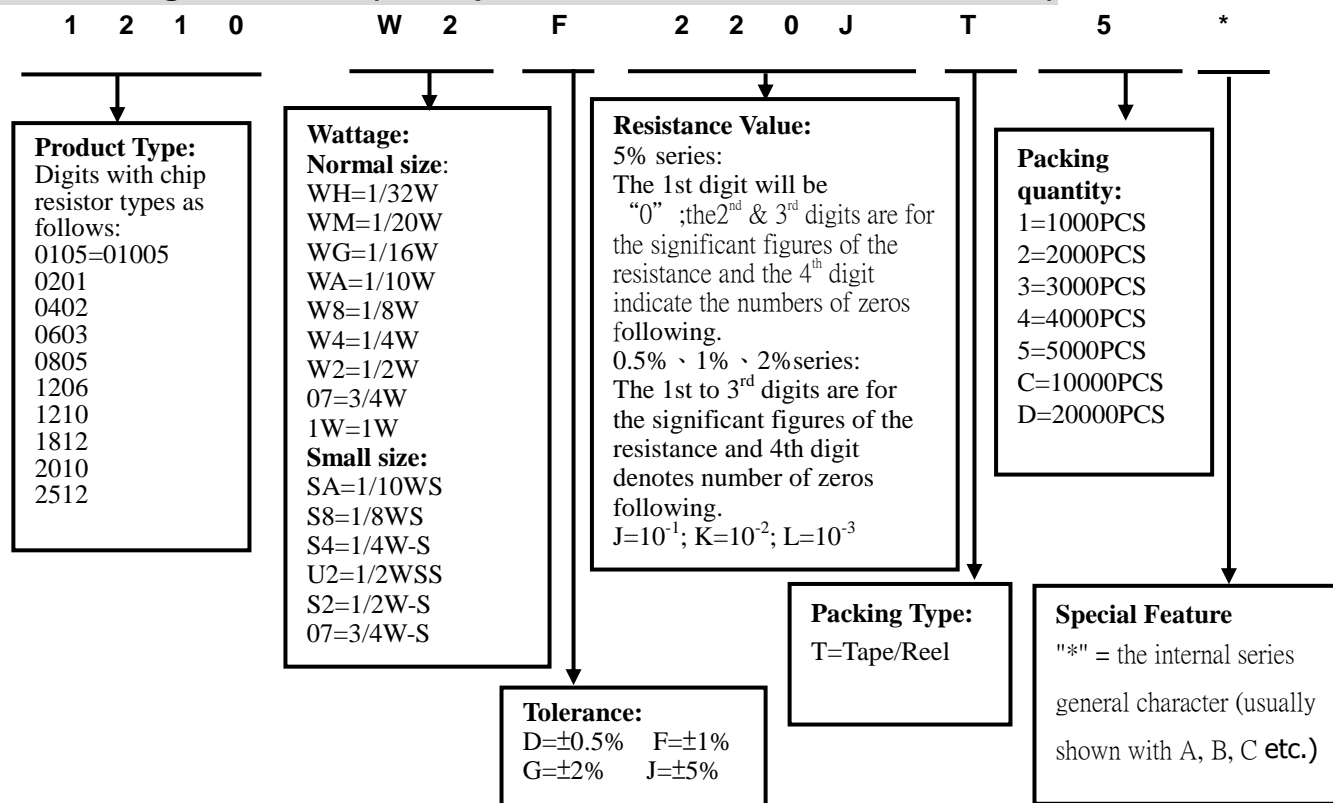 1 2 1 0 W 2 F 2 2 0 J T 5 *
Product Type:
Digits with chip
resistor types as
follows:
0105=01005
0201
0402
0603
0805
1206
1210
1812
2010
2512
Wattage:
Normal size:
WH=1/32W
WM=1/20W
WG=1/16W
WA=1/10W
W8=1/8W
W4=1/4W
W2=1/2W
07=3/4W
1W=1W
Small size:
SA=1/10WS
S8=1/8WS
S4=1/4W-S
U2=1/2WSS
S2=1/2W-S
07=3/4W-S
Resistance Value:
5% series:
The 1st digit will be
“0” ;the2nd & 3rd digits are for
the significant figures of the
resistance and the 4th digit
indicate the numbers of zeros
following.
0.5%、1%、2%series:
The 1st to 3rd digits are for
the significant figures of the
resistance and 4th digit
denotes number of zeros
following.
J=10-1; K=10-2; L=10-3
Packing
quantity:
1=1000PCS
2=2000PCS
3=3000PCS
4=4000PCS
5=5000PCS
C=10000PCS
D=20000PCS
Packing Type:
T=Tape/Reel
Special Feature
"*" = the internal series
general character (usually
shown with A, B, C etc.)
Tolerance:
D=±0.5% F=±1%
G=±2% J=±5%